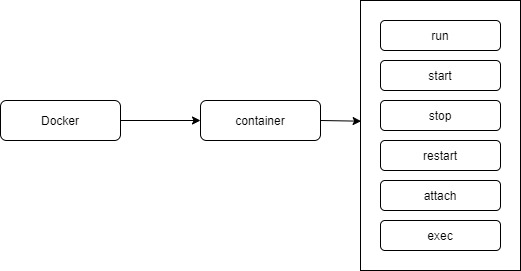 Docker
container
run
start
stop
restart
attach
exec